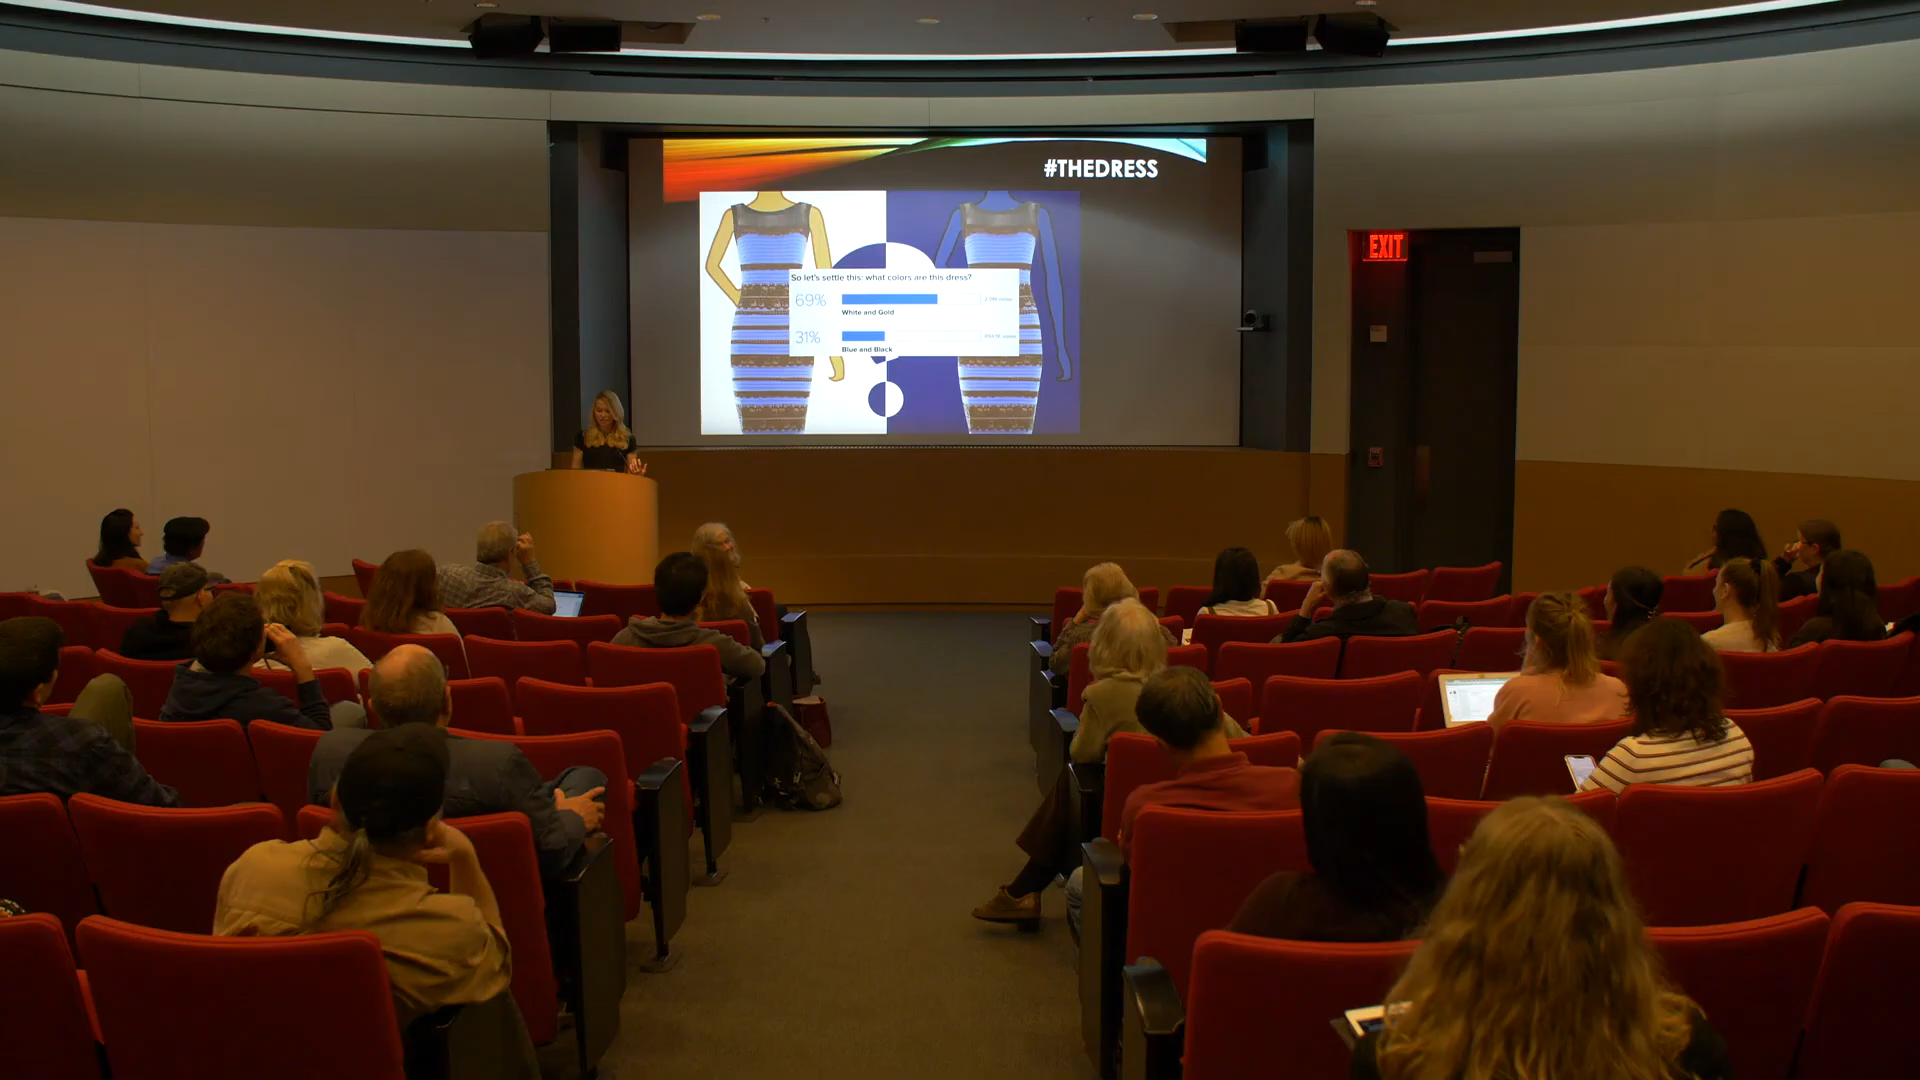 #THEDRESS
So let's settle this: what colors are this dress?
69%
White and Gold
31%
Blue and Black
EXIT